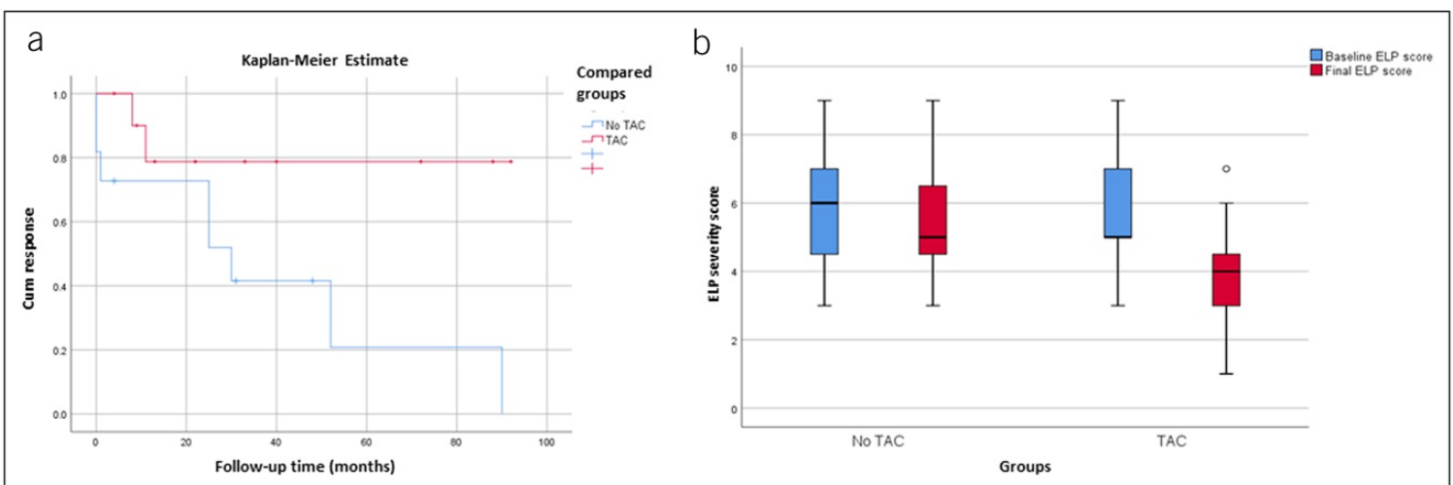 a
Kaplan-Meier Estimate
Cum response
1.0
0.8
0.6
0.4
0.2
0.0
0 20 40 60 80 100
Follow-up time (months)
Compared
groups
No TAC
TAC
b
ELP severity score
10
8
6
4
2
0
No TAC TAC
Groups
Baseline ELP score
Final ELP score